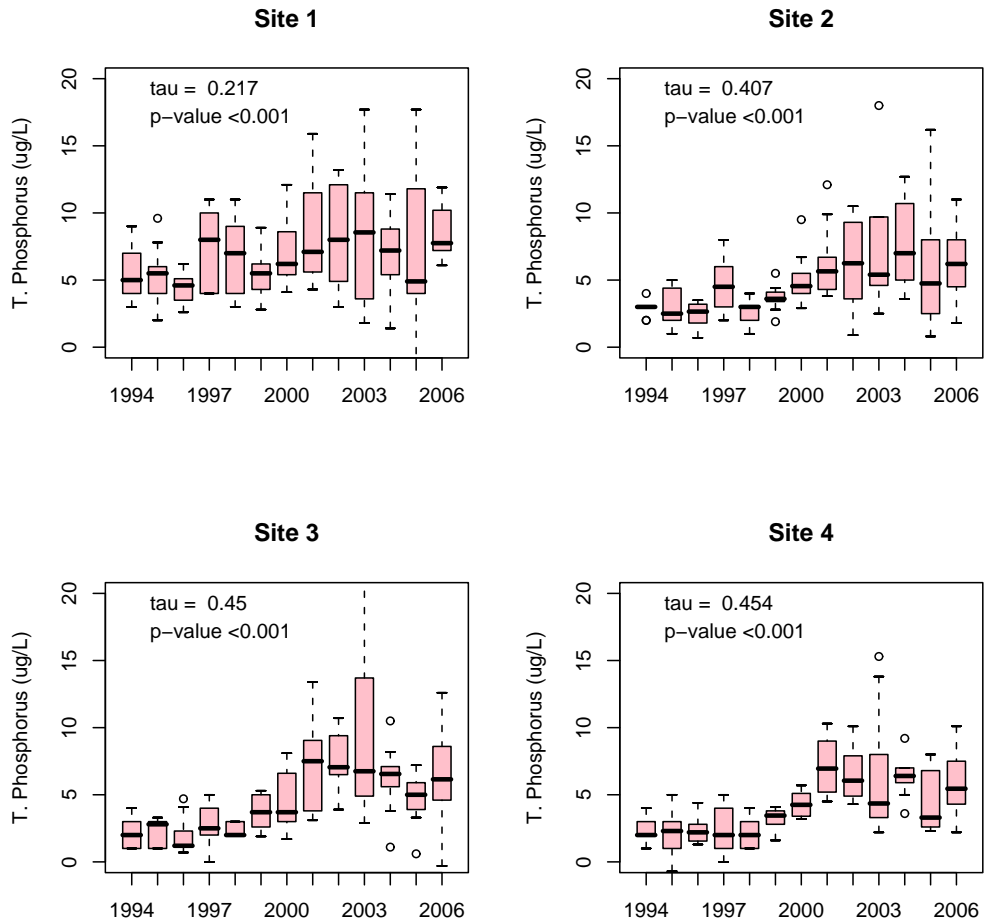 Site 1
tau = 0.217
p−value <0.001
T. Phosphorus (ug/L)
20
15
10
5
0
1994 1997 2000 2003 2006
Site 2
tau = 0.407
p−value <0.001
T. Phosphorus (ug/L)
20
15
10
5
0
1994 1997 2000 2003 2006
Site 3
tau = 0.45
p−value <0.001
T. Phosphorus (ug/L)
20
15
10
5
0
1994 1997 2000 2003 2006
Site 4
tau = 0.454
p−value <0.001
T. Phosphorus (ug/L)
20
15
10
5
0
1994 1997 2000 2003 2006